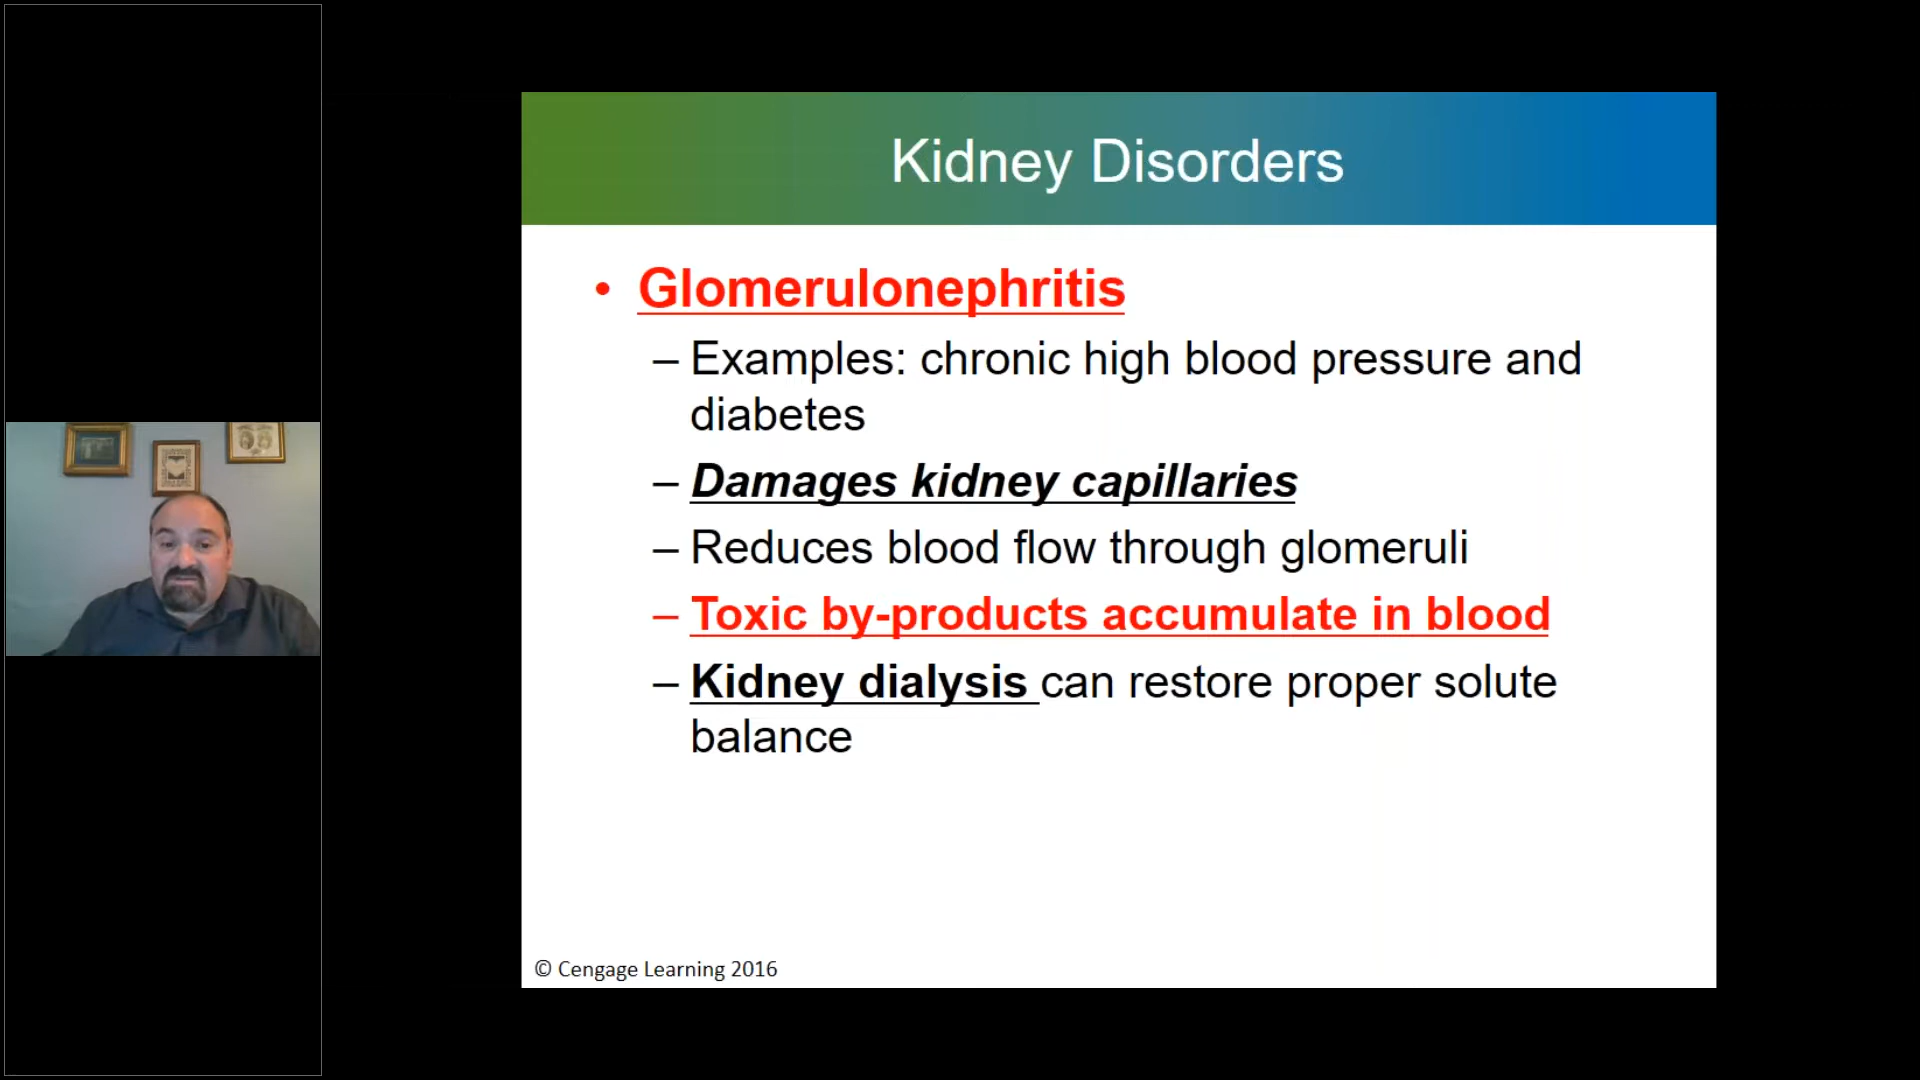 Kidney Disorders
• Glomerulonephritis
– Examples: chronic high blood pressure and
diabetes
– Damages kidney capillaries
– Reduces blood flow through glomeruli
– Toxic by-products accumulate in blood
– Kidney dialysis can restore proper solute
balance
© Cengage Learning 2016